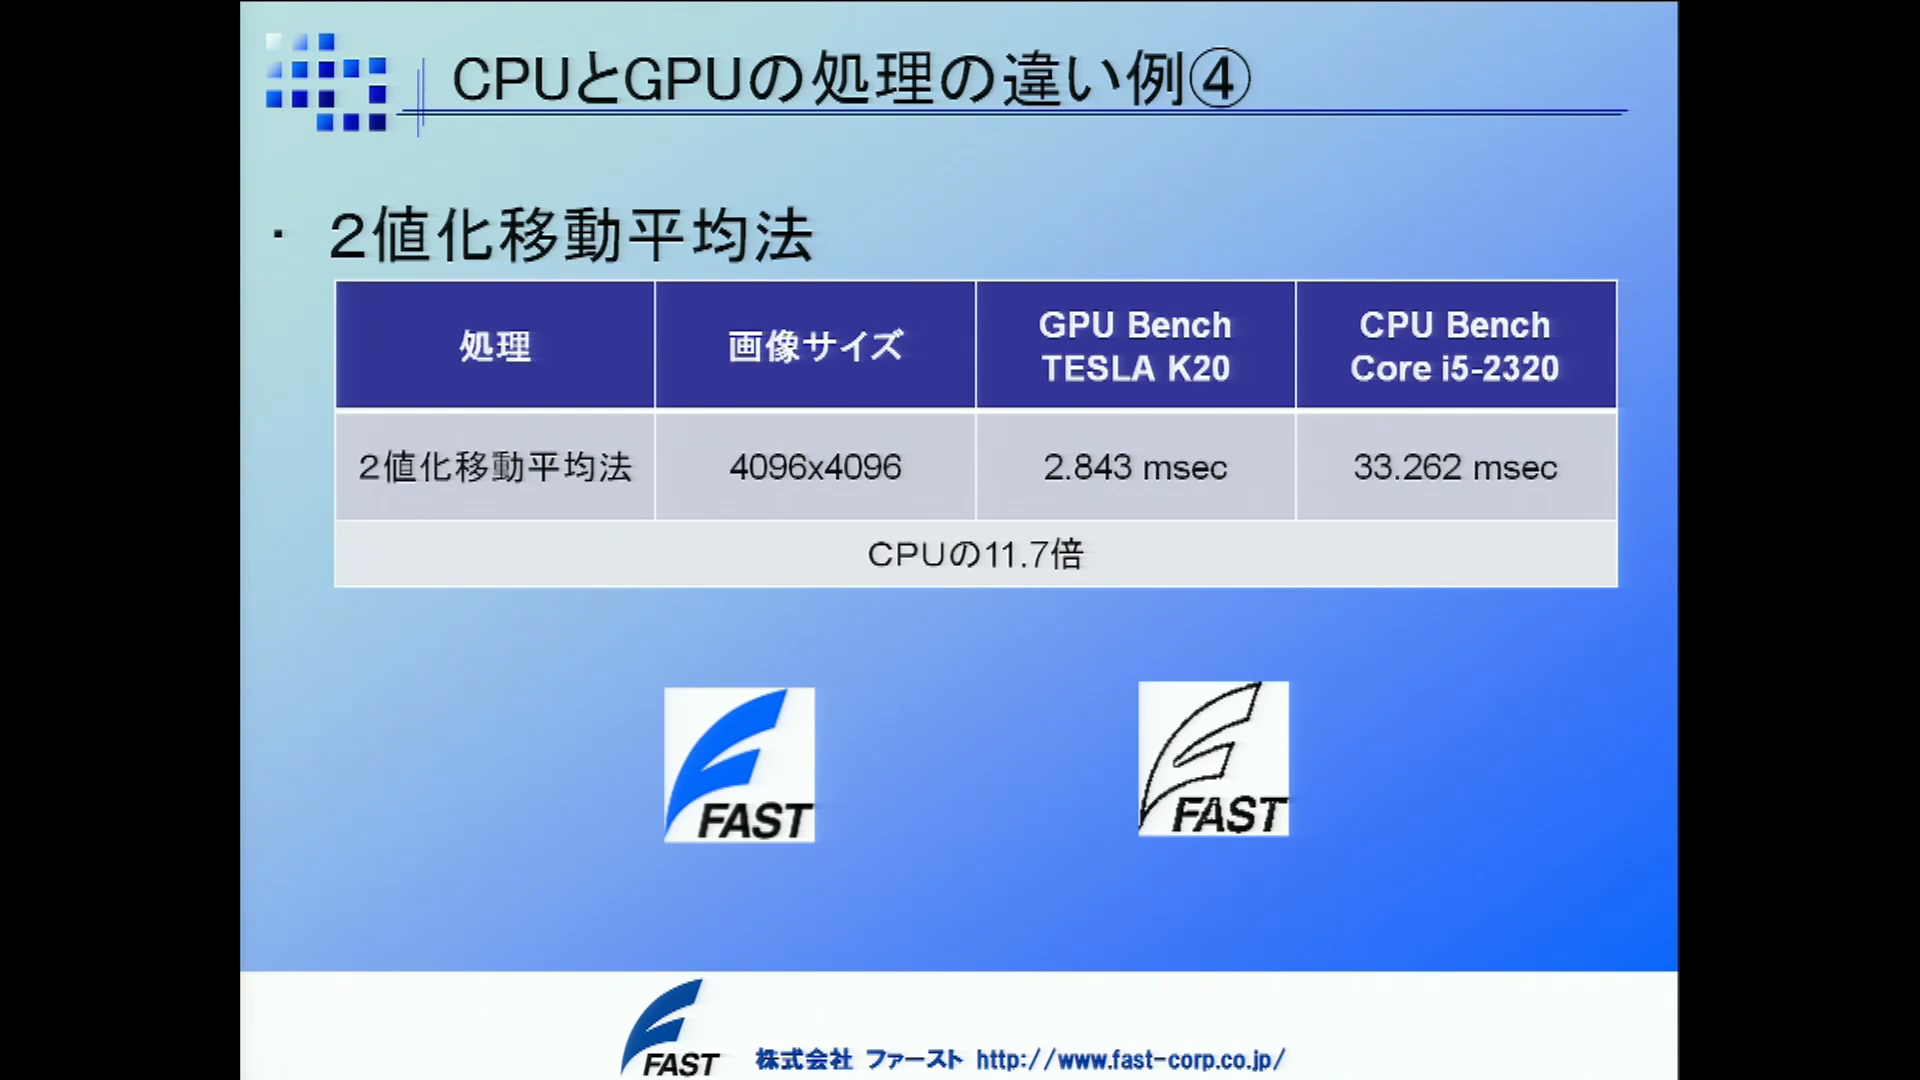 CPUとGPUの処理の違い例④
・２値化移動平均法
処理
画像サイズ
GPU Bench
TESLA K20
CPU Bench
Core i5-2320
２値化移動平均法
4096x4096
2.843 msec
33.262 msec
CPUの11.7倍
FAST
FAST
FAST
株式会社 ファースト http://www.fast-corp.co.jp/